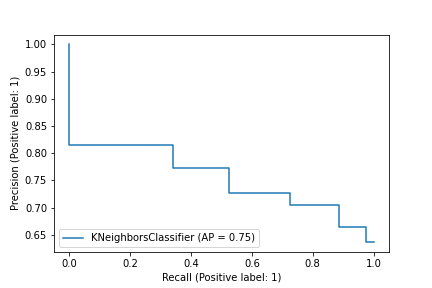 1.00
0.95
0.90
0.85
0.80
0.75
0.70
0.65
Precision (Positive label: 1)
KNeighborsClassifier (AP = 0.75)
0.0 0.2 0.4 0.6 0.8 1.0
Recall (Positive label: 1)